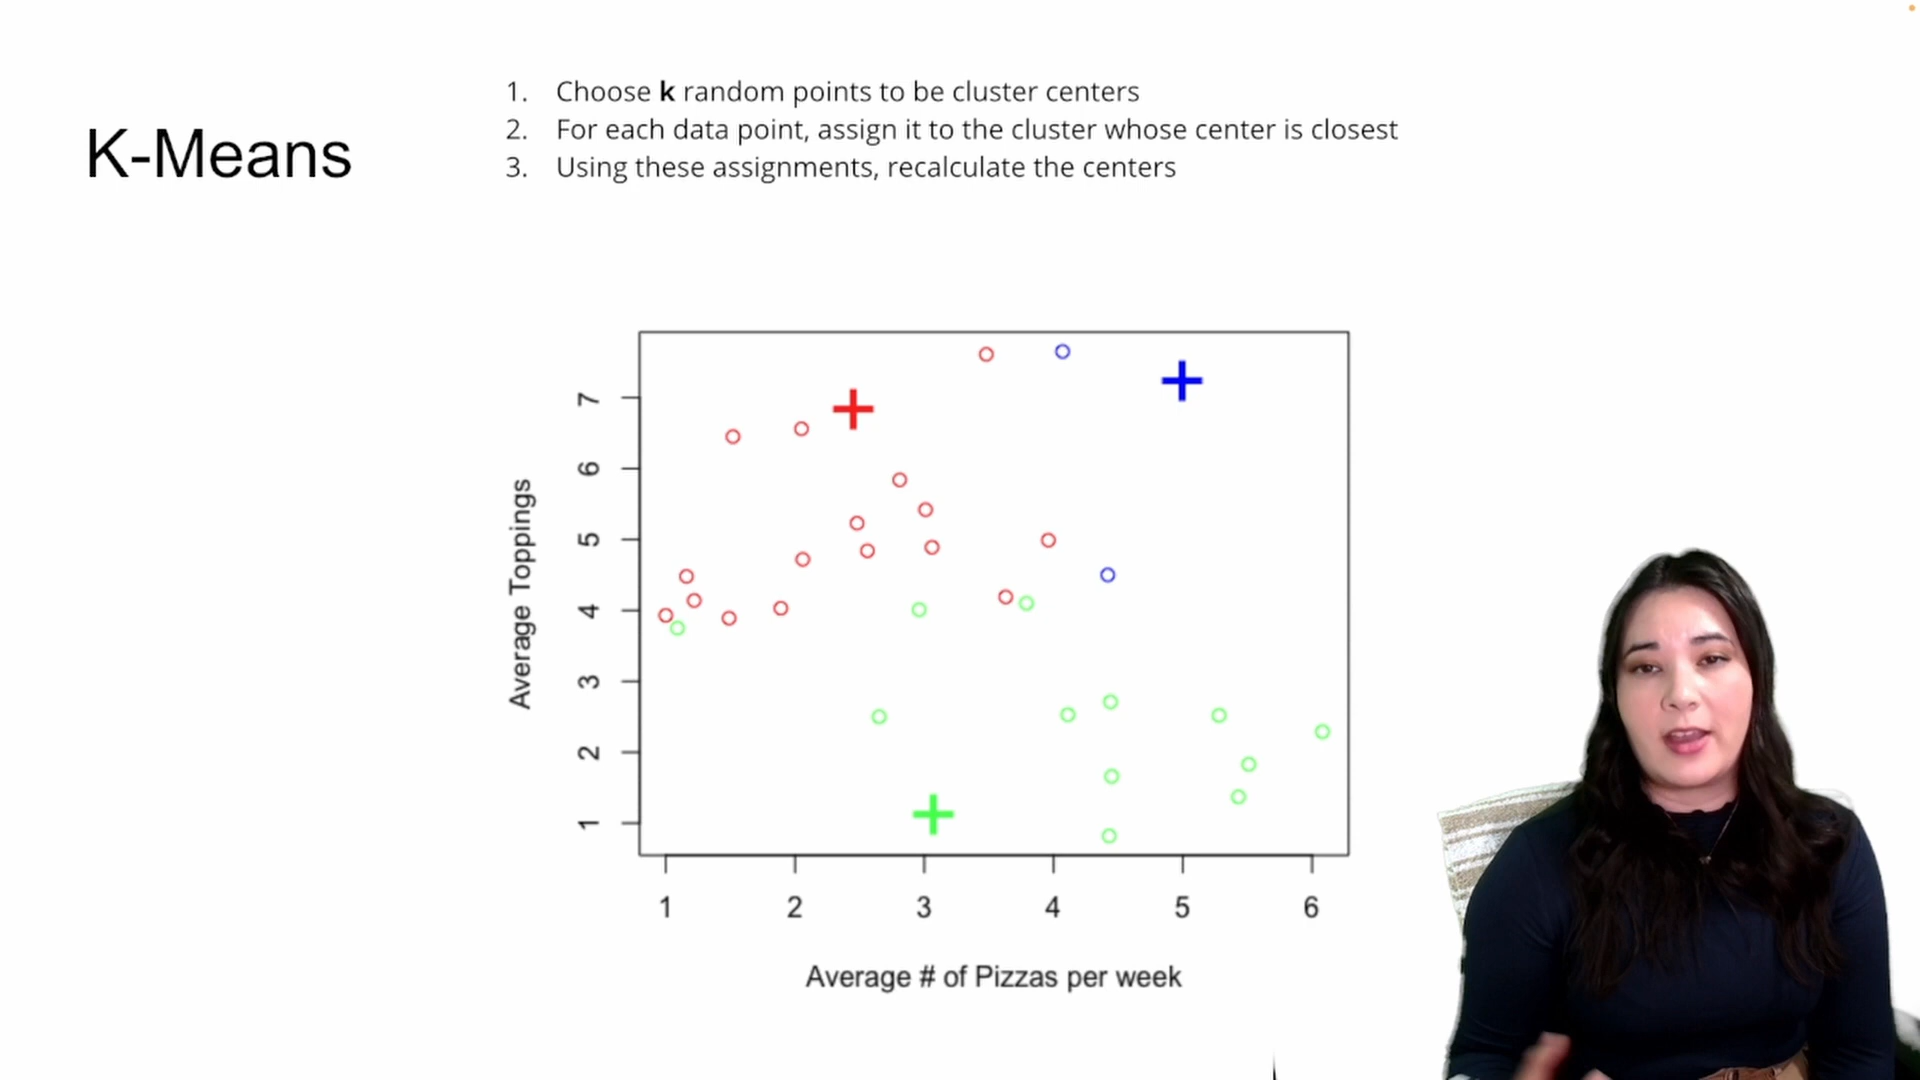 K-Means
1. Choose k random points to be cluster centers
2. For each data point, assign it to the cluster whose center is closest
3. Using these assignments, recalculate the centers
Average Toppings
7
6
5
4
3
2
1
1 2 3 4 5 6
Average # of Pizzas per week